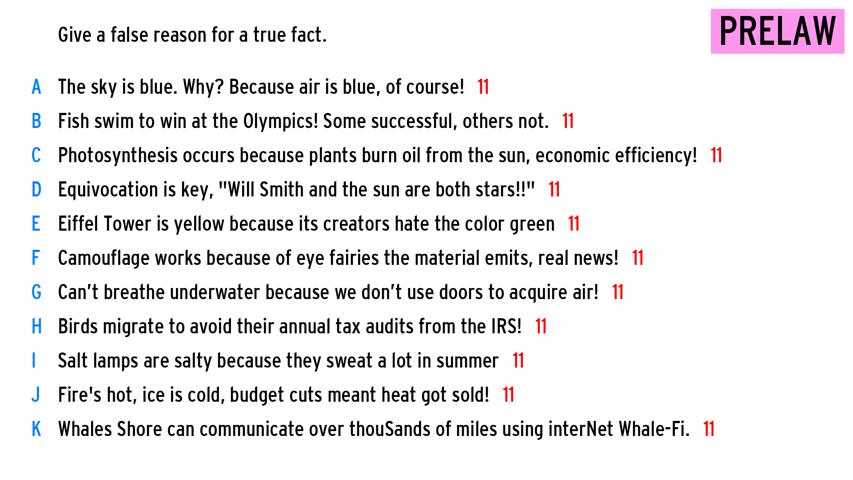 Give a false reason for a true fact.
PRELAW
A The sky is blue. Why? Because air is blue, of course! 11
B Fish swim to win at the Olympics! Some successful, others not. 11
C Photosynthesis occurs because plants burn oil from the sun, economic efficiency! 11
D Equivocation is key, "Will Smith and the sun are both stars!!" 11
E Eiffel Tower is yellow because its creators hate the color green 11
F Camouflage works because of eye fairies the material emits, real news! 11
G Can’t breathe underwater because we don’t use doors to acquire air! 11
H Birds migrate to avoid their annual tax audits from the IRS! 11
I Salt lamps are salty because they sweat a lot in summer 11
J Fire's hot, ice is cold, budget cuts meant heat got sold! 11
K Whales Shore can communicate over thouSands of miles using interNet Whale-Fi. 11